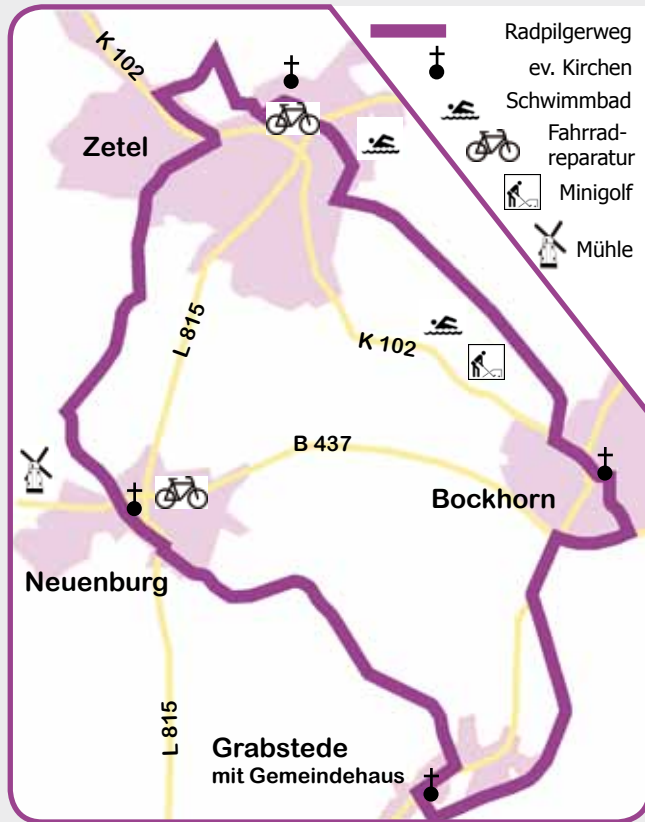 Radpilgerweg
ev. Kirchen
Schwimmbad
Fahrrad-
reparatur
Minigolf
Mühle
K 102
Zetel
L 815
K 102
B 437
Bockhorn
Neuenburg
L 815
Grabstede
mit Gemeindehaus